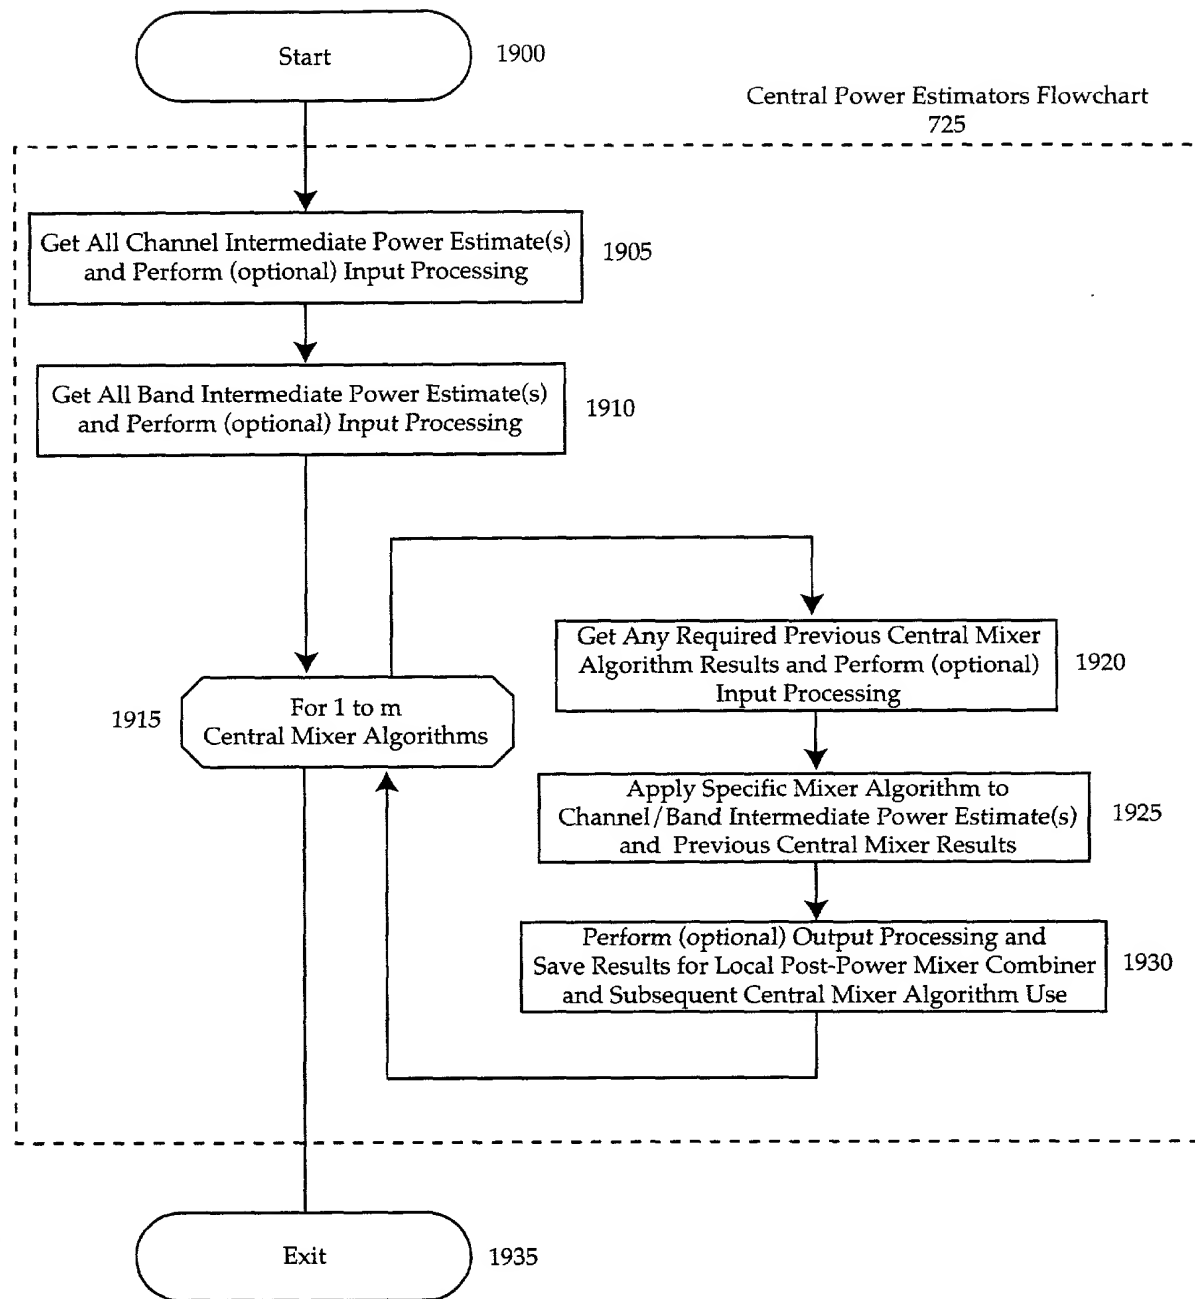 Start
1900
Central Power Estimators Flowchart
725
Get All Channel Intermediate Power Estimate(s)
and Perform (optional) Input Processing
1905
Get All Band Intermediate Power Estimate(s)
and Perform (optional) Input Processing
1910
1915
For 1 to m
Central Mixer Algorithms
Get Any Required Previous Central Mixer
Algorithm Results and Perform (optional)
Input Processing
1920
Apply Specific Mixer Algorithm to
Channel/Band Intermediate Power Estimate(s)
and Previous Central Mixer Results
1925
Perform (optional) Output Processing and
Save Results for Local Post-Power Mixer Combiner
and Subsequent Central Mixer Algorithm Use
1930
Exit
1935